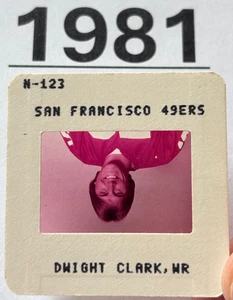 1981
N-123
SAN FRANCISCO 49ERS
DWIGHT CLARK, WR